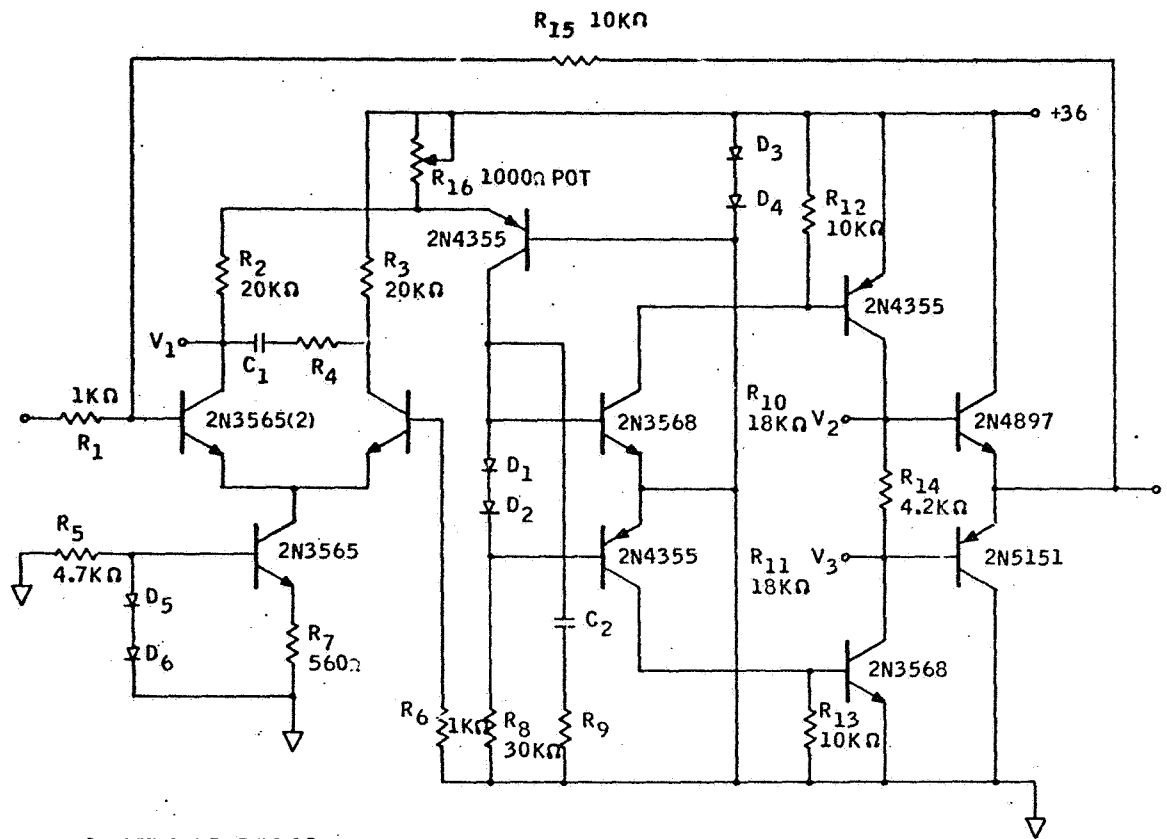 R15 10KΩ
+36
D3
R16 1000Ω POT
D4
R12
10KΩ
2N4355
R2
20KΩ
R3
20KΩ
2N4355
V1
C1
R4
1KΩ
R1
2N3565(2)
2N3568
R10
18KΩ V2
2N4897
D1
D2
R14
4.2KΩ
R5
4.7KΩ
2N3565
2N4355
R11
18KΩ
V3
2N5151
D5
D6
R7
560Ω
C2
2N3568
R6
1KΩ
R8
30KΩ
R9
R13
10KΩ